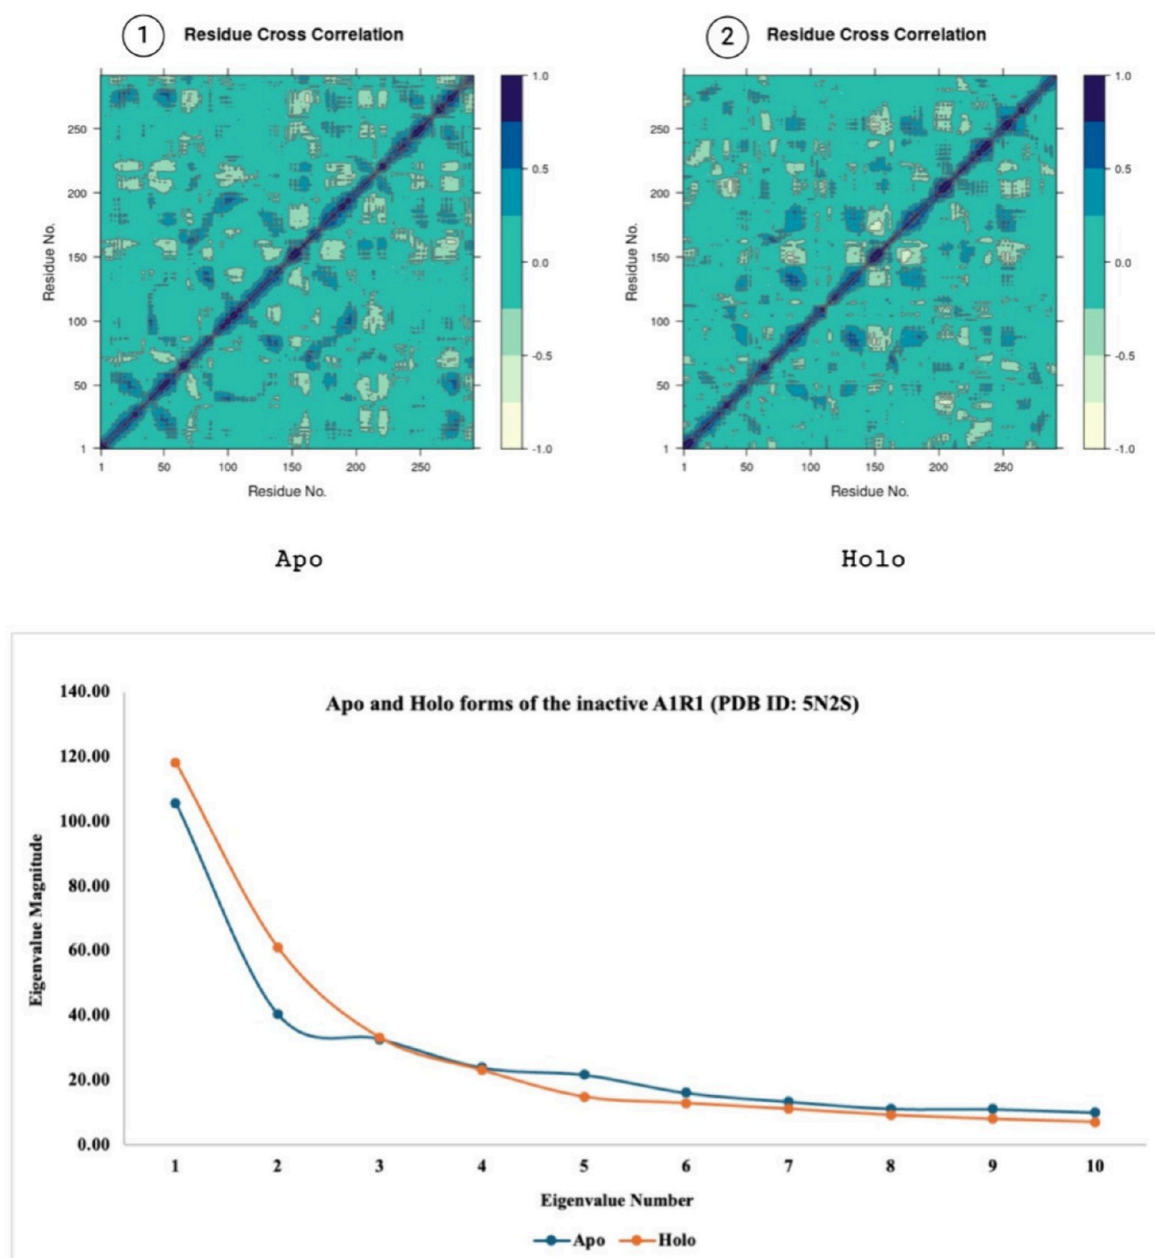 1 Residue Cross Correlation
2 Residue Cross Correlation
Residue No.
250
200
150
100
50
1
1 50 100 150 200 250
Residue No.
1.0
0.5
0.0
-0.5
-1.0
Residue No.
250
200
150
100
50
1
1 50 100 150 200 250
Residue No.
1.0
0.5
0.0
-0.5
-1.0
Apo
Holo
Apo and Holo forms of the inactive A1R1 (PDB ID: 5N2S)
Eigenvalue Magnitude
140.00
120.00
100.00
80.00
60.00
40.00
20.00
0.00
1 2 3 4 5 6 7 8 9 10
Eigenvalue Number
Apo Holo